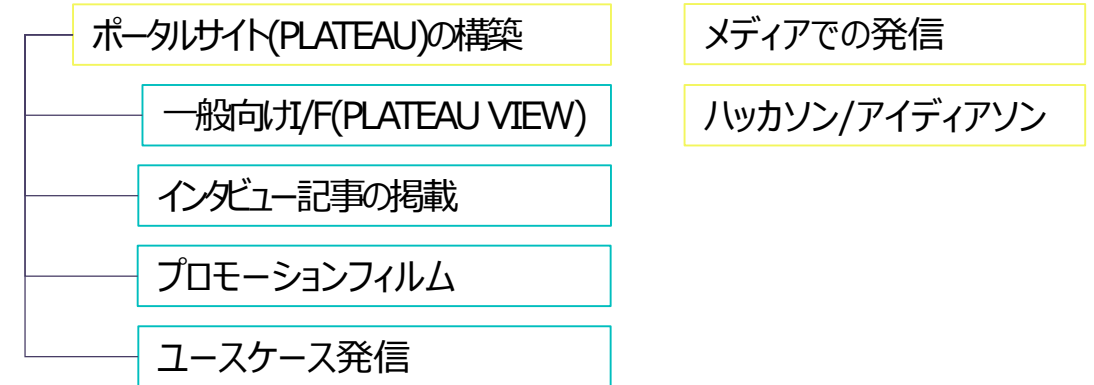 ポータルサイト(PLATEAU)の構築
一般向けI/F(PLATEAU VIEW)
インタビュー記事の掲載
プロモーションフィルム
ユースケース発信
メディアでの発信
ハッカソン/アイディアソン